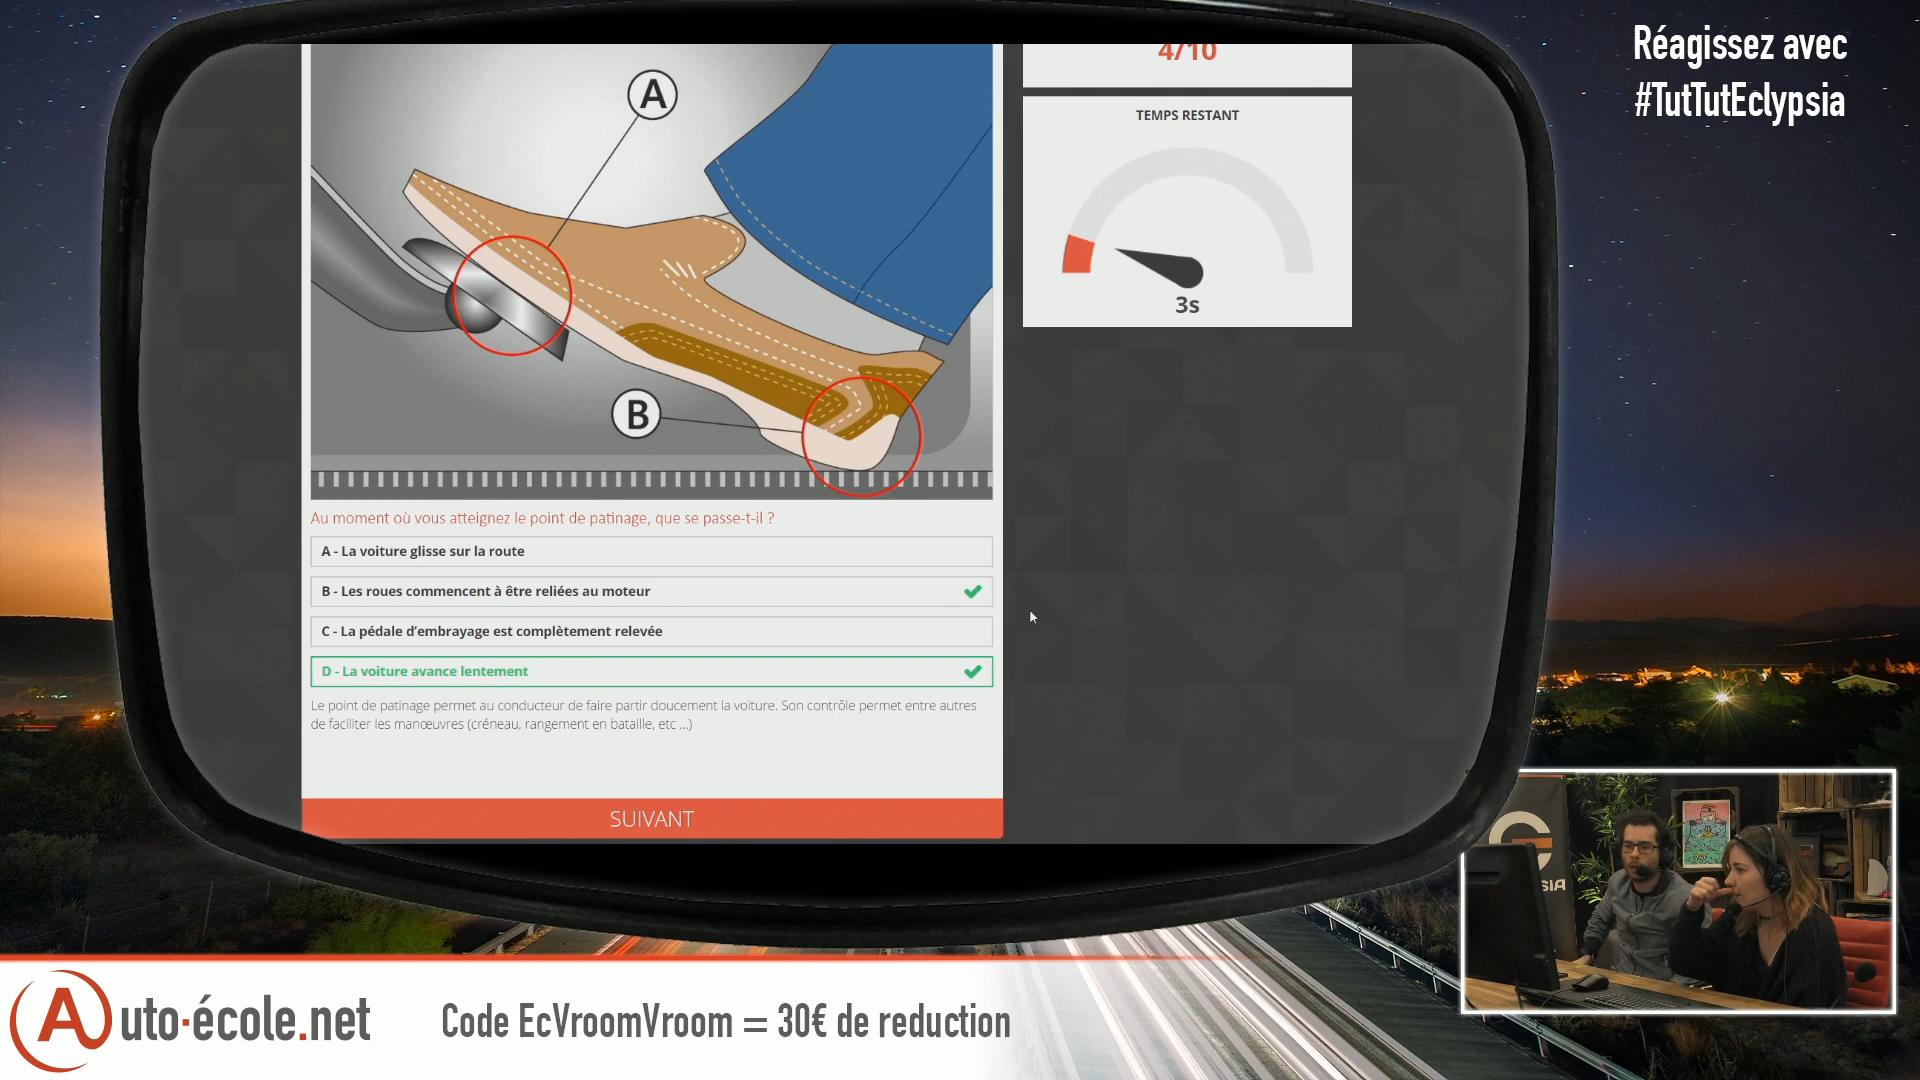 Réagissez avec
#TutTutEclypsia
4/10
TEMPS RESTANT
3s
A
B
Au moment où vous atteignez le point de patinage, que se passe-t-il ?
A - La voiture glisse sur la route
B - Les roues commencent à être reliées au moteur
C - La pédale d'embrayage est complètement relevée
D - La voiture avance lentement
Le point de patinage permet au conducteur de faire partir doucement la voiture. Son contrôle permet entre autres
de faciliter les manœuvres (créneau, rangement en bataille, etc ...)
SUIVANT
SIA
Auto-école.net
Code EcVroomVroom = 30€ de reduction